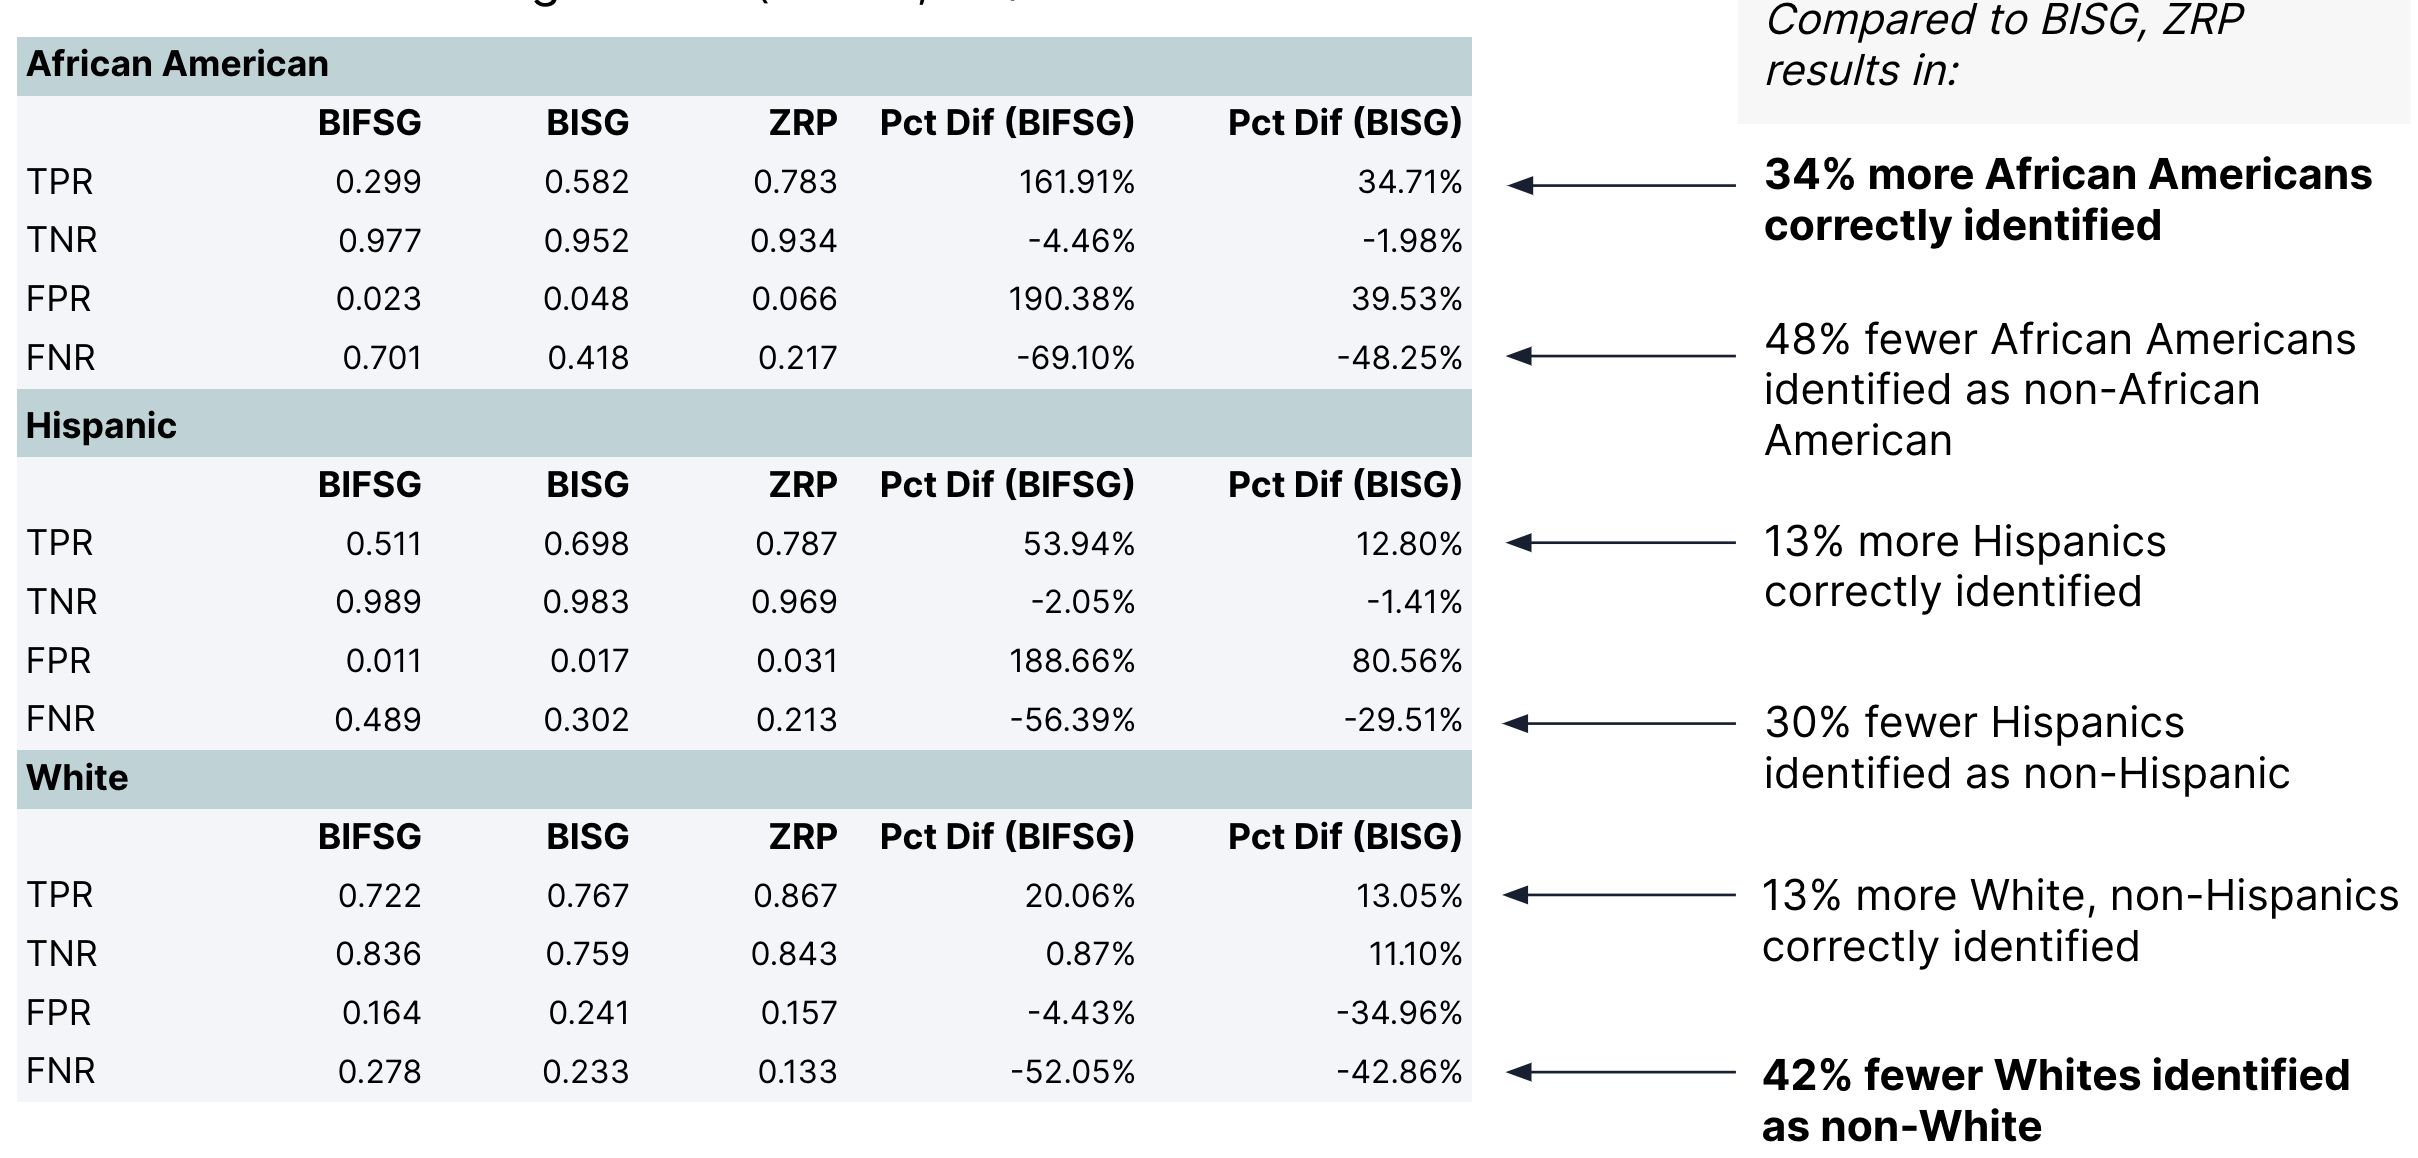 African American
BIFSG BISG ZRP Pct Dif (BIFSG) Pct Dif (BISG)
TPR 0.299 0.582 0.783 161.91% 34.71%
TNR 0.977 0.952 0.934 -4.46% -1.98%
FPR 0.023 0.048 0.066 190.38% 39.53%
FNR 0.701 0.418 0.217 -69.10% -48.25%
Hispanic
BIFSG BISG ZRP Pct Dif (BIFSG) Pct Dif (BISG)
TPR 0.511 0.698 0.787 53.94% 12.80%
TNR 0.989 0.983 0.969 -2.05% -1.41%
FPR 0.011 0.017 0.031 188.66% 80.56%
FNR 0.489 0.302 0.213 -56.39% -29.51%
White
BIFSG BISG ZRP Pct Dif (BIFSG) Pct Dif (BISG)
TPR 0.722 0.767 0.867 20.06% 13.05%
TNR 0.836 0.759 0.843 0.87% 11.10%
FPR 0.164 0.241 0.157 -4.43% -34.96%
FNR 0.278 0.233 0.133 -52.05% -42.86%
Compared to BISG, ZRP
results in:
34% more African Americans
correctly identified
48% fewer African Americans
identified as non-African
American
13% more Hispanics
correctly identified
30% fewer Hispanics
identified as non-Hispanic
13% more White, non-Hispanics
correctly identified
42% fewer Whites identified
as non-White